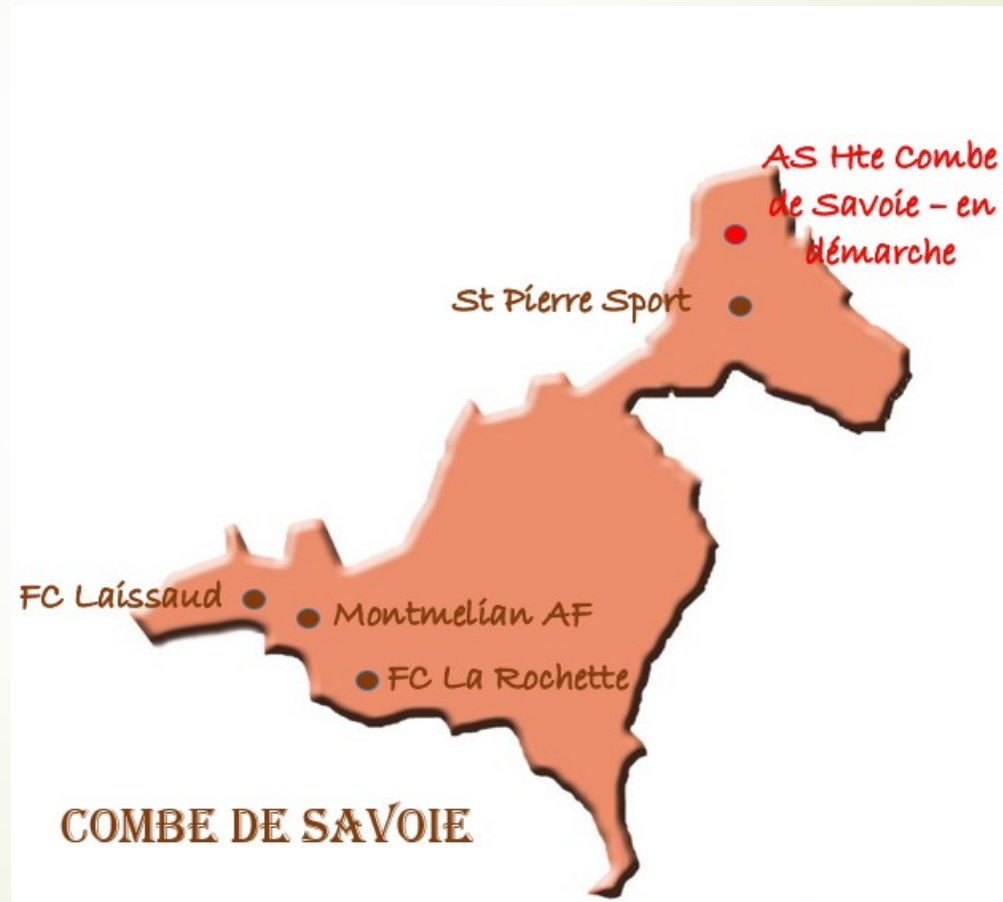 AS Hte Combe
de Savoie – en
démarche
St Pierre Sport
FC Laissaud
Montmelian AF
FC La Rochette
COMBE DE SAVOIE